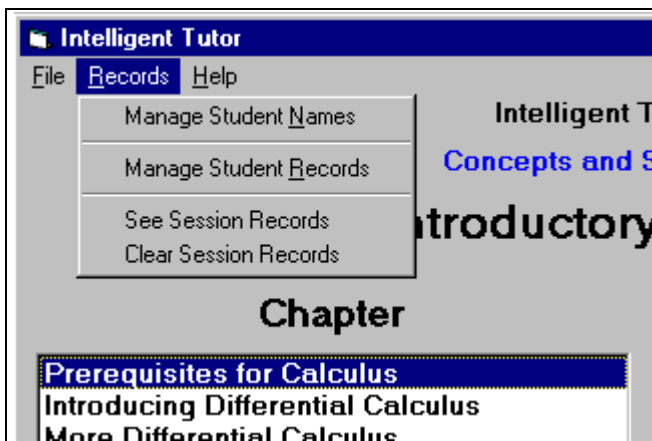 Intelligent Tutor
File Records Help
Manage Student Names
Intelligent
Manage Student Records
Concepts and
See Session Records
Clear Session Records
Chapter
Prerequisites for Calculus
Introducing Differential Calculus
More Differential Calculus